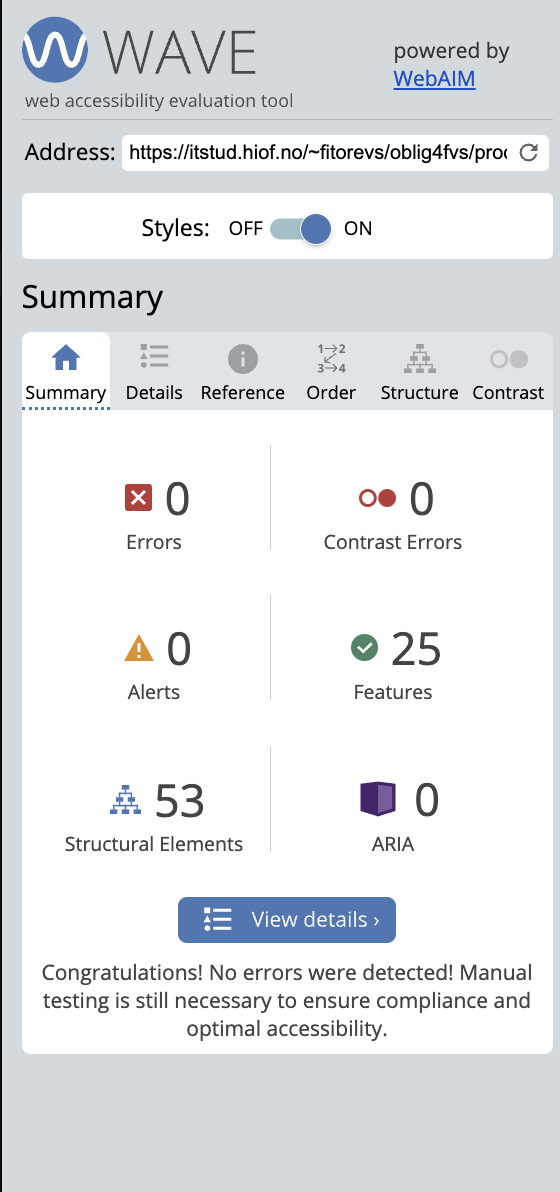 WAVE
powered by
WebAIM
web accessibility evaluation tool
Address: https://itstud.hiof.no/~fitorevs/oblig4fvs/prod
Styles: OFF ON
Summary
1→2
3→4
Summary Details Reference Order Structure Contrast
0 0
Errors Contrast Errors
0 25
Alerts Features
53 0
Structural Elements ARIA
View details ›
Congratulations! No errors were detected! Manual
testing is still necessary to ensure compliance and
optimal accessibility.